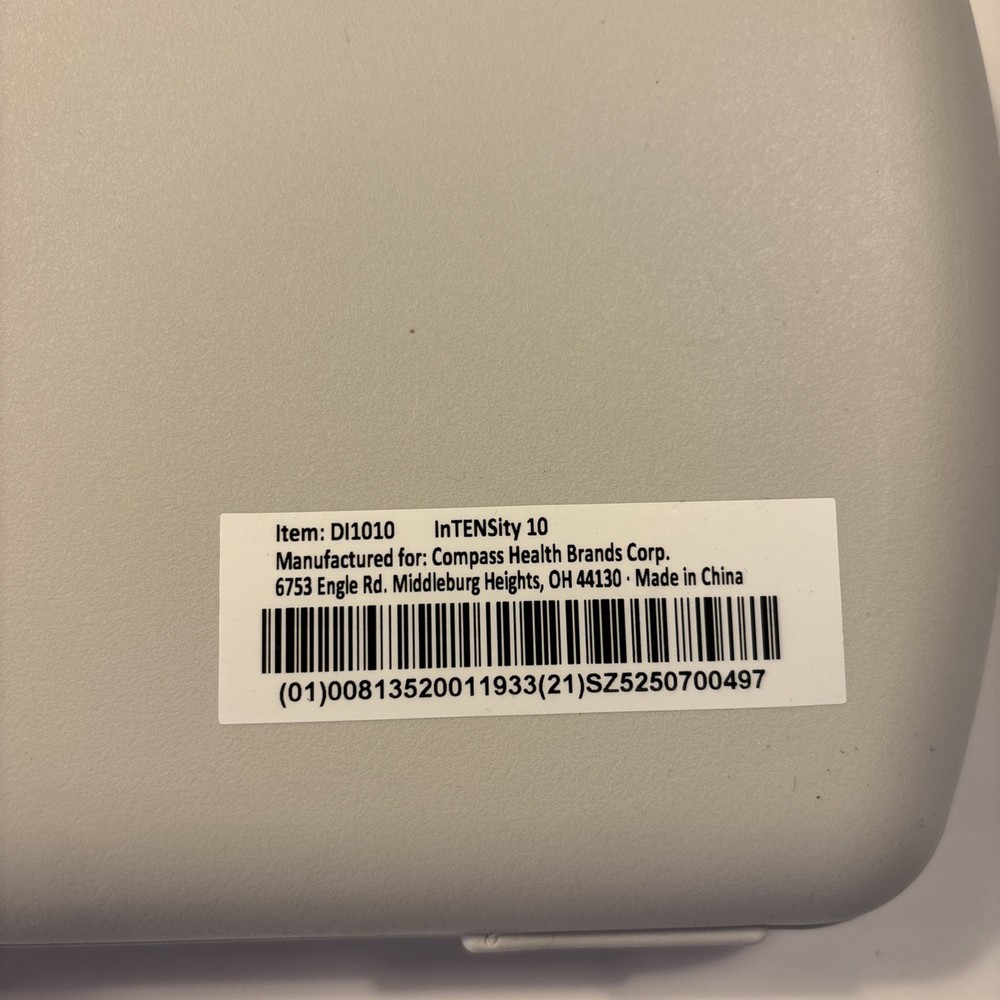 Item: DI1010 InTENSity 10
Manufactured for: Compass Health Brands Corp.
6753 Engle Rd. Middleburg Heights, OH 44130 · Made in China
(01)00813520011933(21)SZ5250700497